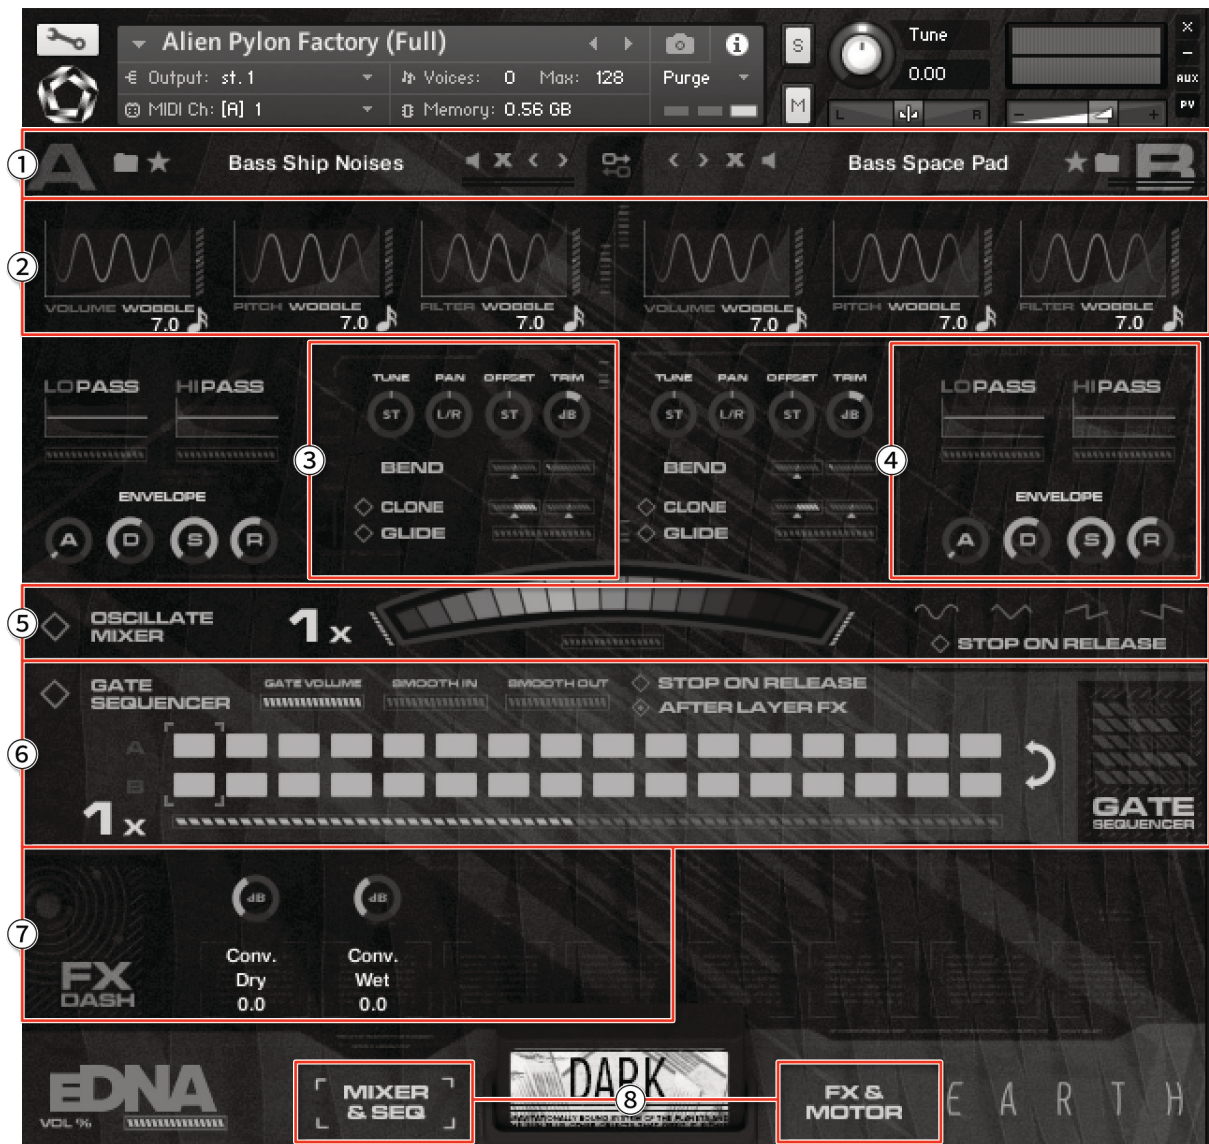 Alien Pylon Factory (Full)
Output: st.1
Voices: 0 Max: 128
Purge
MIDI Ch: [A] 1
Memory: 0.56 GB
S
M
Tune
0.00
L R
- +
X
-
AUX
PV
1
A
Bass Ship Noises
X < >
< > X
Bass Space Pad
B
2
VOLUME WOBBLE
7.0
PITCH WOBBLE
7.0
FILTER WOBBLE
7.0
VOLUME WOBBLE
7.0
PITCH WOBBLE
7.0
FILTER WOBBLE
7.0
LOPASS HIPASS
ENVELOPE
A D S R
3
TUNE PAN OFFSET TRIM
ST L/R ST dB
BEND
CLONE
GLIDE
TUNE PAN OFFSET TRIM
ST L/R ST dB
BEND
CLONE
GLIDE
4
LOPASS HIPASS
ENVELOPE
A D S R
5
OSCILLATE
MIXER
1x
STOP ON RELEASE
6
GATE
SEQUENCER
GATE VOLUME
SMOOTH IN
SMOOTH OUT
STOP ON RELEASE
AFTER LAYER FX
A
B
1x
GATE
SEQUENCER
7
FX
DASH
dB
Conv.
Dry
0.0
dB
Conv.
Wet
0.0
EDNA
VOL %
MIXER
& SEQ
DARK
8
FX &
MOTOR
EARTH